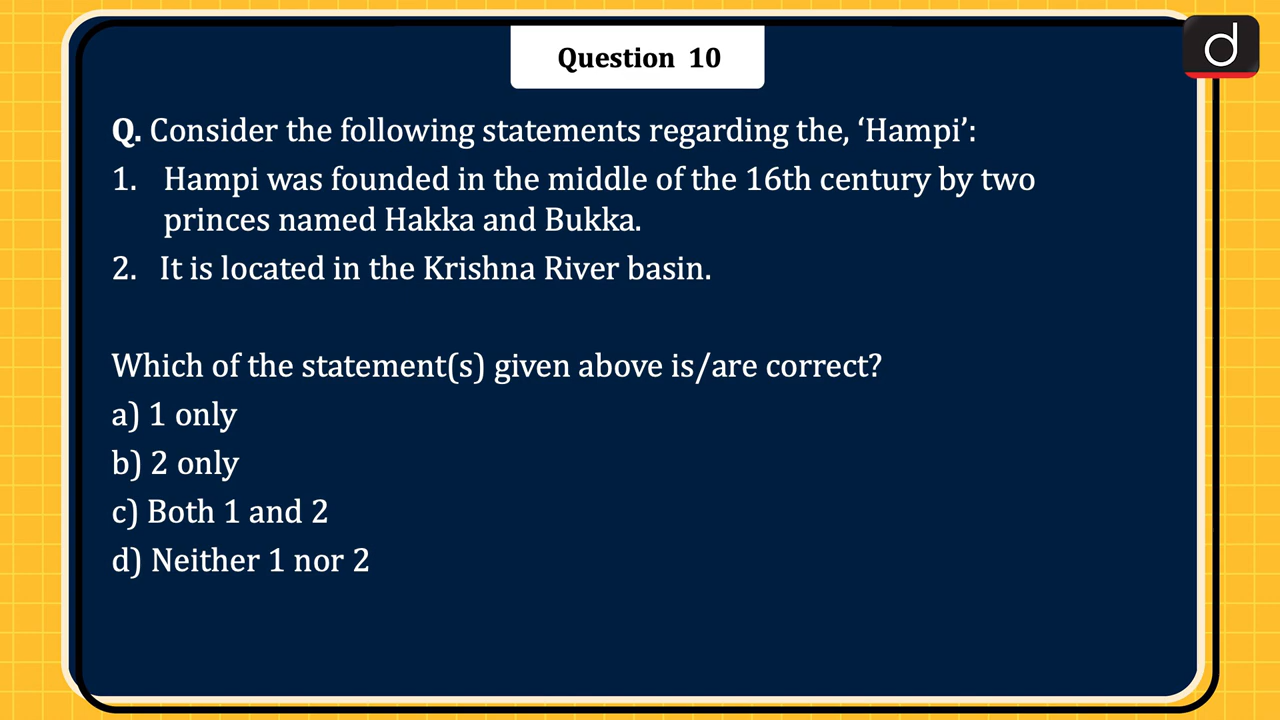 Question 10
d
Q. Consider the following statements regarding the, ‘Hampi’:
1. Hampi was founded in the middle of the 16th century by two
princes named Hakka and Bukka.
2. It is located in the Krishna River basin.
Which of the statement(s) given above is/are correct?
a) 1 only
b) 2 only
c) Both 1 and 2
d) Neither 1 nor 2